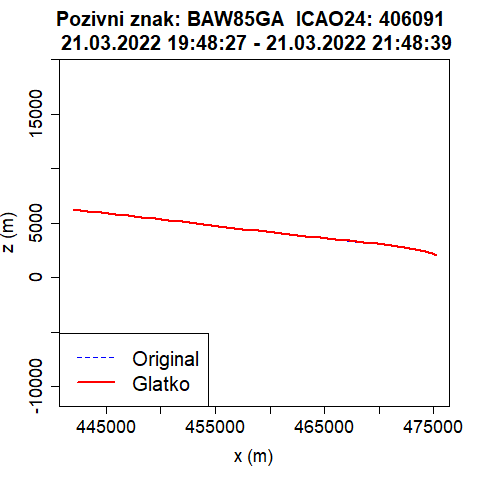 Pozivni znak: BAW85GA  ICAO24: 406091
21.03.2022 19:48:27 - 21.03.2022 21:48:39
z (m)
15000
5000
0
-10000
Original
Glatko
445000 455000 465000 475000
x (m)